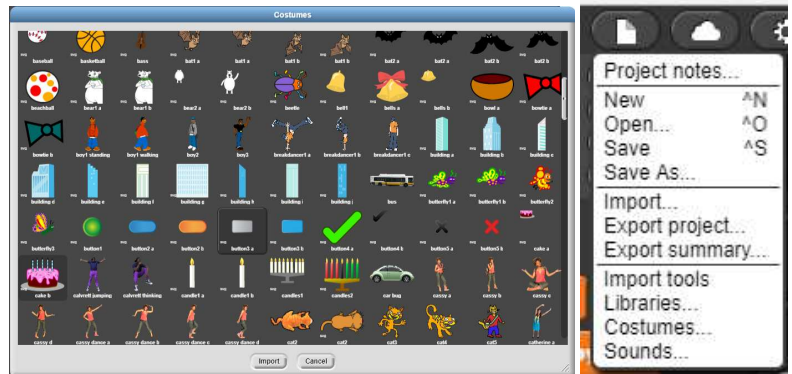 Costumes
baseball basketball bass bat1 a bat1 b bat1 b bat2 a bat2 a bat2 b bat2 b
beachball bear1 a bear1 b bear2 a bear2 b beetle bell1 bells a bells b bowl a bowtie a
bowtie b boy1 standing boy1 walking boy2 boy3 breakdancer1 a breakdancer1 b breakdancer1 c building a building b building c
building d building e building f building g building h building i building j bus butterfly1 a butterfly1 b butterfly2
butterfly3 button1 button2 a button2 b button3 a button3 b button4 a button4 b button5 a button5 b cake a
cake b calvrett jumping calvrett thinking candle1 a candle1 b candles1 candles2 car bug cassy a cassy b cassy c
cassy d cassy dance a cassy dance b cassy dance c cassy dance d cat2 cat2 cat3 cat4 cat5 catherine a
Import Cancel
Project notes...
New ^N
Open... ^O
Save ^S
Save As...
Import...
Export project...
Export summary...
Import tools
Libraries...
Costumes...
Sounds...